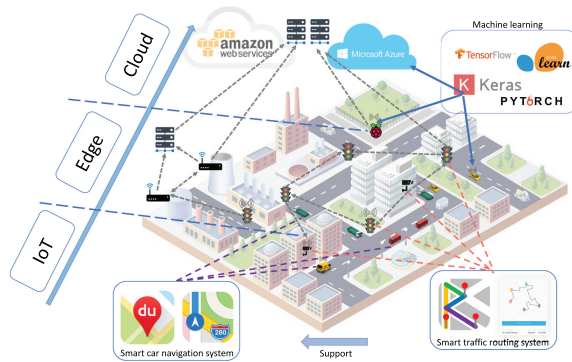 Machine learning
Cloud
amazon
web services
Microsoft Azure
TensorFlow
learn
K Keras
PYTORCH
Edge
IoT
du
280
Smart car navigation system
Support
Smart traffic routing system